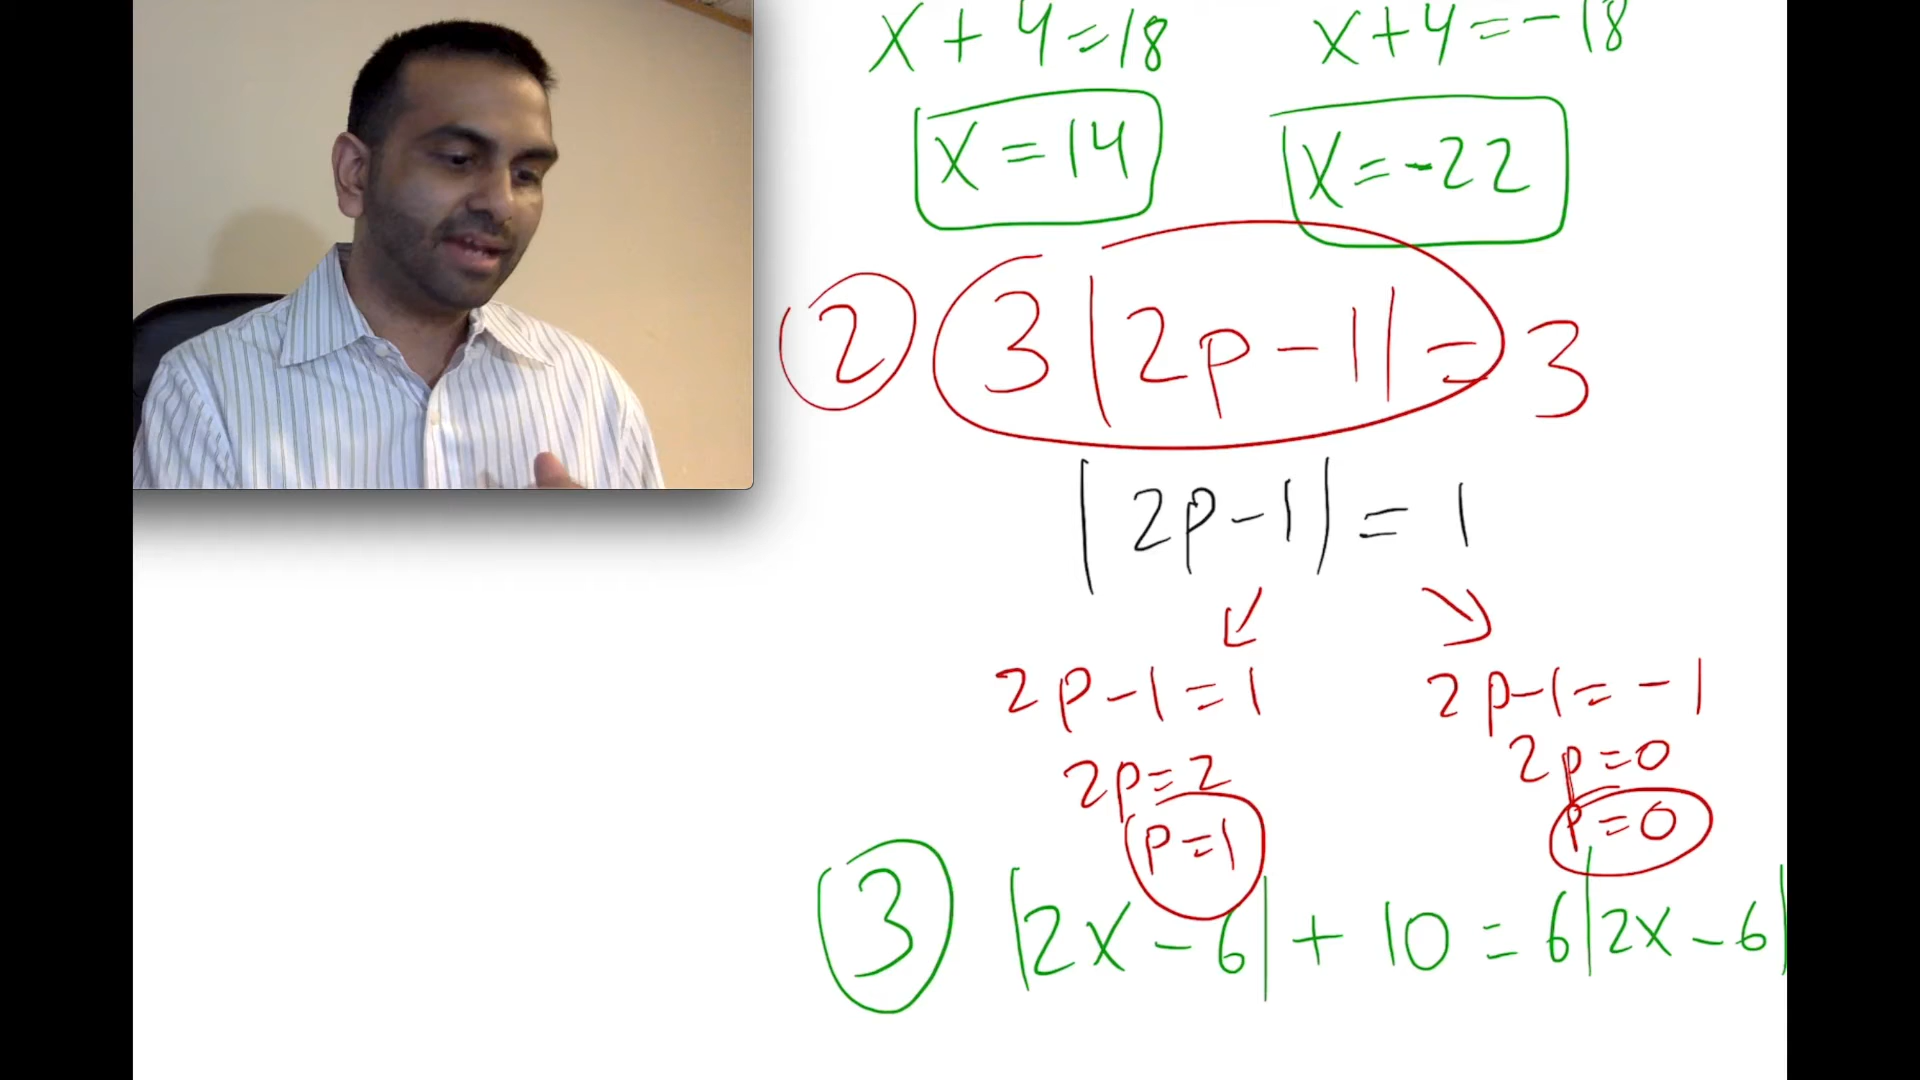 x + 4 = 18 x + 4 = -18
x = 14 x = -22
2 3|2p - 1| = 3
|2p - 1| = 1
2p - 1 = 1 2p - 1 = -1
2p = 2 2p = 0
p = 1 p = 0
3 |2x - 6| + 10 = 6|2x - 6|